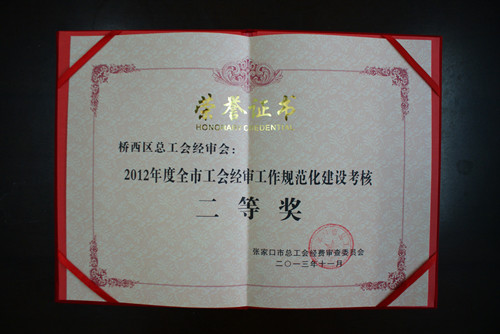 荣誉证书
桥西区总工会经审会：
2012年度全市工会经审工作规范化建设考核
二等奖
张家口市总工会经费审查委员会
二〇一三年十一月